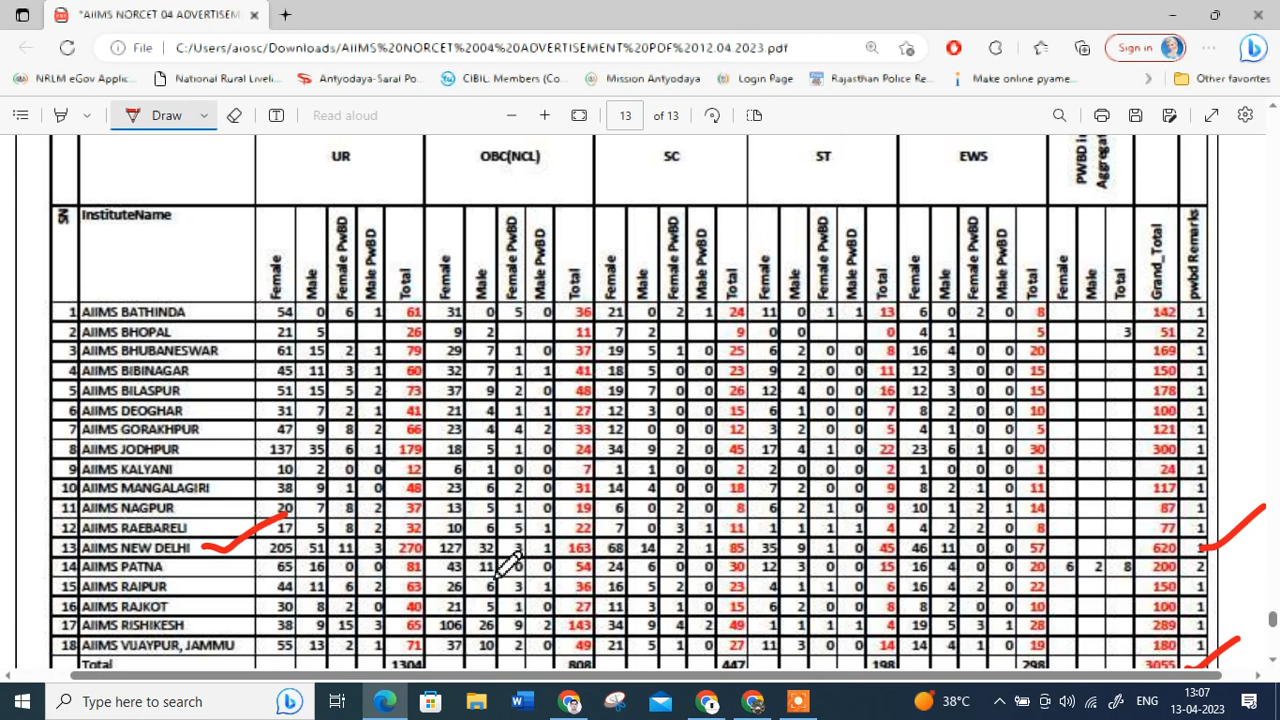 *AIIMS NORCET 04 ADVERTISEM
File C:/Users/aiosc/Downloads/AIIMS%20NORCET%2004%20ADVERTISEMENT%20PDF%2012.04.2023.pdf Sign in
NRLM eGov Applic... National Rural Liveli... Antyodaya-Saral Po... CIBIL: Members (Co... Mission Antyodaya Login Page Rajasthan Police Re... Make online pyame... Other favorites
Draw Read aloud 13 of 13
UR OBC(NCL) SC ST EWS PWBD in Aggregat
SN InstituteName Female Male Female PwBD Male PwBD Total Female Male Female PwBD Male PwBD Total Female Male Female PwBD Male PwBD Total Female Male Female PwBD Male PwBD Total Female Male Female PwBD Male PwBD Total Female Male Total Grand_Total pwbd Remarks
1 AIIMS BATHINDA 54 0 6 1 61 31 0 5 0 36 21 0 2 1 24 11 0 1 1 13 6 0 2 0 8 142 1
2 AIIMS BHOPAL 21 5 26 9 2 11 7 2 9 0 0 0 4 1 5 3 51 2
3 AIIMS BHUBANESWAR 61 15 2 1 79 29 7 1 0 37 19 5 1 0 25 6 2 0 0 8 16 4 0 0 20 169 1
4 AIIMS BIBINAGAR 45 11 3 1 60 32 7 1 1 41 18 5 0 0 23 9 2 0 0 11 12 3 0 0 15 150 1
5 AIIMS BILASPUR 51 15 5 2 73 37 9 2 0 48 19 7 0 0 26 12 4 0 0 16 12 3 0 0 15 178 1
6 AIIMS DEOGHAR 31 7 2 1 41 21 4 1 1 27 12 3 0 0 15 6 1 0 0 7 8 2 0 0 10 100 1
7 AIIMS GORAKHPUR 47 9 8 2 66 23 4 4 2 33 12 0 0 0 12 3 2 0 0 5 4 1 0 0 5 121 1
8 AIIMS JODHPUR 137 35 6 1 179 18 5 1 0 24 34 9 2 0 45 17 4 1 0 22 23 6 1 0 30 300 1
9 AIIMS KALYANI 10 2 0 0 12 6 1 0 0 7 1 1 0 0 2 2 0 0 0 2 1 0 0 0 1 24 1
10 AIIMS MANGALAGIRI 38 9 1 0 48 23 6 2 0 31 14 4 0 0 18 7 2 0 0 9 8 2 1 0 11 117 1
11 AIIMS NAGPUR 20 7 8 2 37 13 5 1 0 19 6 2 0 0 8 6 2 1 0 9 10 1 2 1 14 87 1
12 AIIMS RAEBARELI 17 5 8 2 32 10 6 5 1 22 7 0 3 1 11 1 1 1 1 4 4 2 2 0 8 77 1
13 AIIMS NEW DELHI 205 51 11 3 270 127 32 3 1 163 68 14 2 1 85 35 9 1 0 45 46 11 0 0 57 620 1
14 AIIMS PATNA 65 16 0 0 81 43 11 0 0 54 24 6 0 0 30 12 3 0 0 15 16 4 0 0 20 6 2 8 200 2
15 AIIMS RAIPUR 44 11 6 2 63 26 6 3 1 36 16 5 2 0 23 4 1 1 0 6 16 4 2 0 22 150 1
16 AIIMS RAJKOT 30 8 2 0 40 21 5 1 0 27 11 3 1 0 15 6 2 0 0 8 8 2 0 0 10 100 1
17 AIIMS RISHIKESH 38 9 15 3 65 106 26 9 2 143 34 9 4 2 49 1 1 1 1 4 19 5 3 1 28 289 1
18 AIIMS VIJAYPUR, JAMMU 55 13 2 1 71 37 10 2 0 49 21 5 1 0 27 11 3 0 0 14 14 4 1 0 19 180 1
Total 1304 808 447 198 298 3055
Type here to search 38°C ENG 13:07
13-04-2023